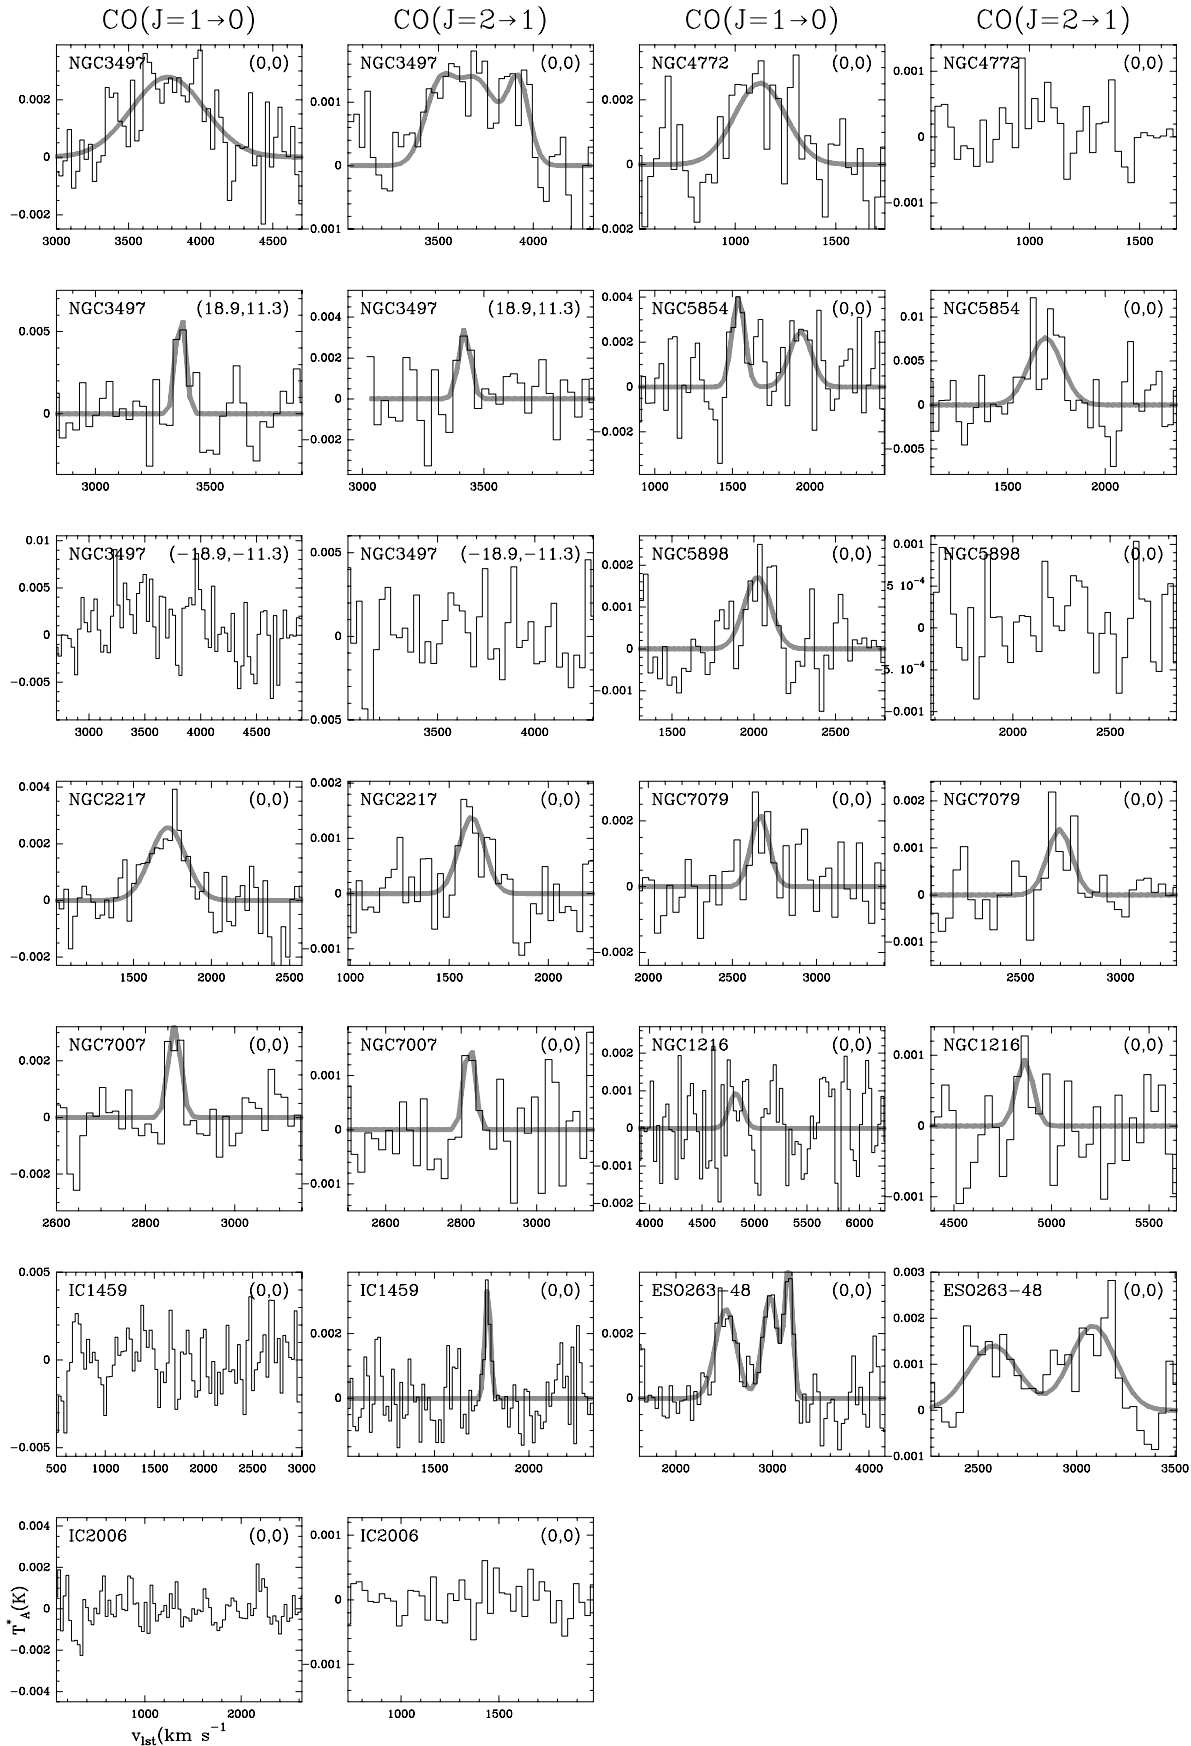 CO(J=1→0)
CO(J=2→1)
CO(J=1→0)
CO(J=2→1)
NGC3497 (0,0)
0.002
0
−0.002
3000 3500 4000 4500
NGC3497 (0,0)
0.001
0
0.001
3500 4000
NGC4772 (0,0)
0.002
0
0.002
1000 1500
NGC4772 (0,0)
0.001
0
0.001
1000 1500
NGC3497 (18.9,11.3)
0.005
0
3000 3500
NGC3497 (18.9,11.3)
0.004
0.002
0
0.002
3000 3500
NGC5854 (0,0)
0.004
0.002
0
0.002
1000 1500 2000 2500
NGC5854 (0,0)
0.01
0.005
0
0.005
1500 2000
NGC3497 (−18.9,−11.3)
0.01
0.005
0
−0.005
3000 3500 4000 4500
NGC3497 (−18.9,−11.3)
0.005
0
0.005
3500 4000
NGC5898 (0,0)
0.002
0.001
0
0.001
1500 2000 2500
NGC5898 (0,0)
0.001
5 10⁻⁴
0
5. 10⁻⁴
0.001
2000 2500
NGC2217 (0,0)
0.004
0.002
0
−0.002
1500 2000 2500
NGC2217 (0,0)
0.002
0.001
0
0.001
1000 1500 2000
NGC7079 (0,0)
0.002
0
0.002
2000 2500 3000
NGC7079 (0,0)
0.002
0.001
0
0.001
2500 3000
NGC7007 (0,0)
0.002
0
−0.002
2600 2800 3000
NGC7007 (0,0)
0.001
0
0.001
2600 2800 3000
NGC1216 (0,0)
0.002
0.001
0
0.001
0.002
4000 4500 5000 5500 6000
NGC1216 (0,0)
0.001
0
0.001
4500 5000 5500
IC1459 (0,0)
0.005
0
−0.005
500 1000 1500 2000 2500 3000
IC1459 (0,0)
0.002
0
1500 2000
ESO263−48 (0,0)
0.002
0
2000 3000 4000
ESO263−48 (0,0)
0.003
0.002
0.001
0
0.001
2500 3000 3500
IC2006 (0,0)
0.004
0.002
0
−0.002
−0.004
1000 2000
T*A(K)
vlst(km s⁻¹
IC2006 (0,0)
0.001
0
0.001
1000 1500